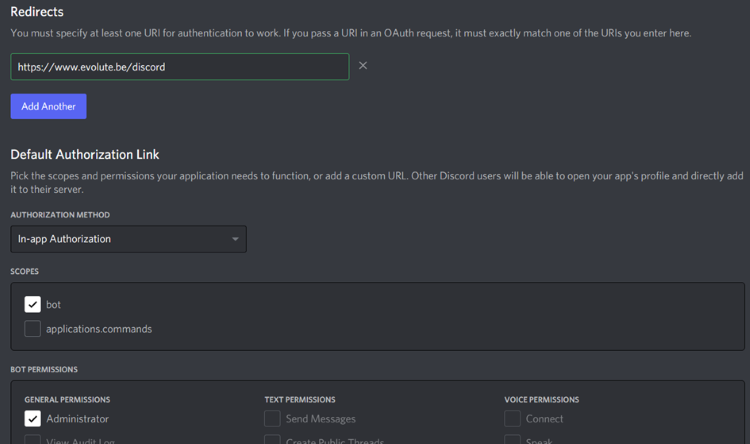 Redirects
You must specify at least one URI for authentication to work. If you pass a URI in an OAuth request, it must exactly match one of the URIs you enter here.
https://www.evolute.be/discord
Add Another
Default Authorization Link
Pick the scopes and permissions your application needs to function, or add a custom URL. Other Discord users will be able to open your app's profile and directly add
it to their server.
AUTHORIZATION METHOD
In-app Authorization
SCOPES
bot
applications.commands
BOT PERMISSIONS
GENERAL PERMISSIONS TEXT PERMISSIONS VOICE PERMISSIONS
Administrator Send Messages Connect
View Audit Log Create Public Threads Speak